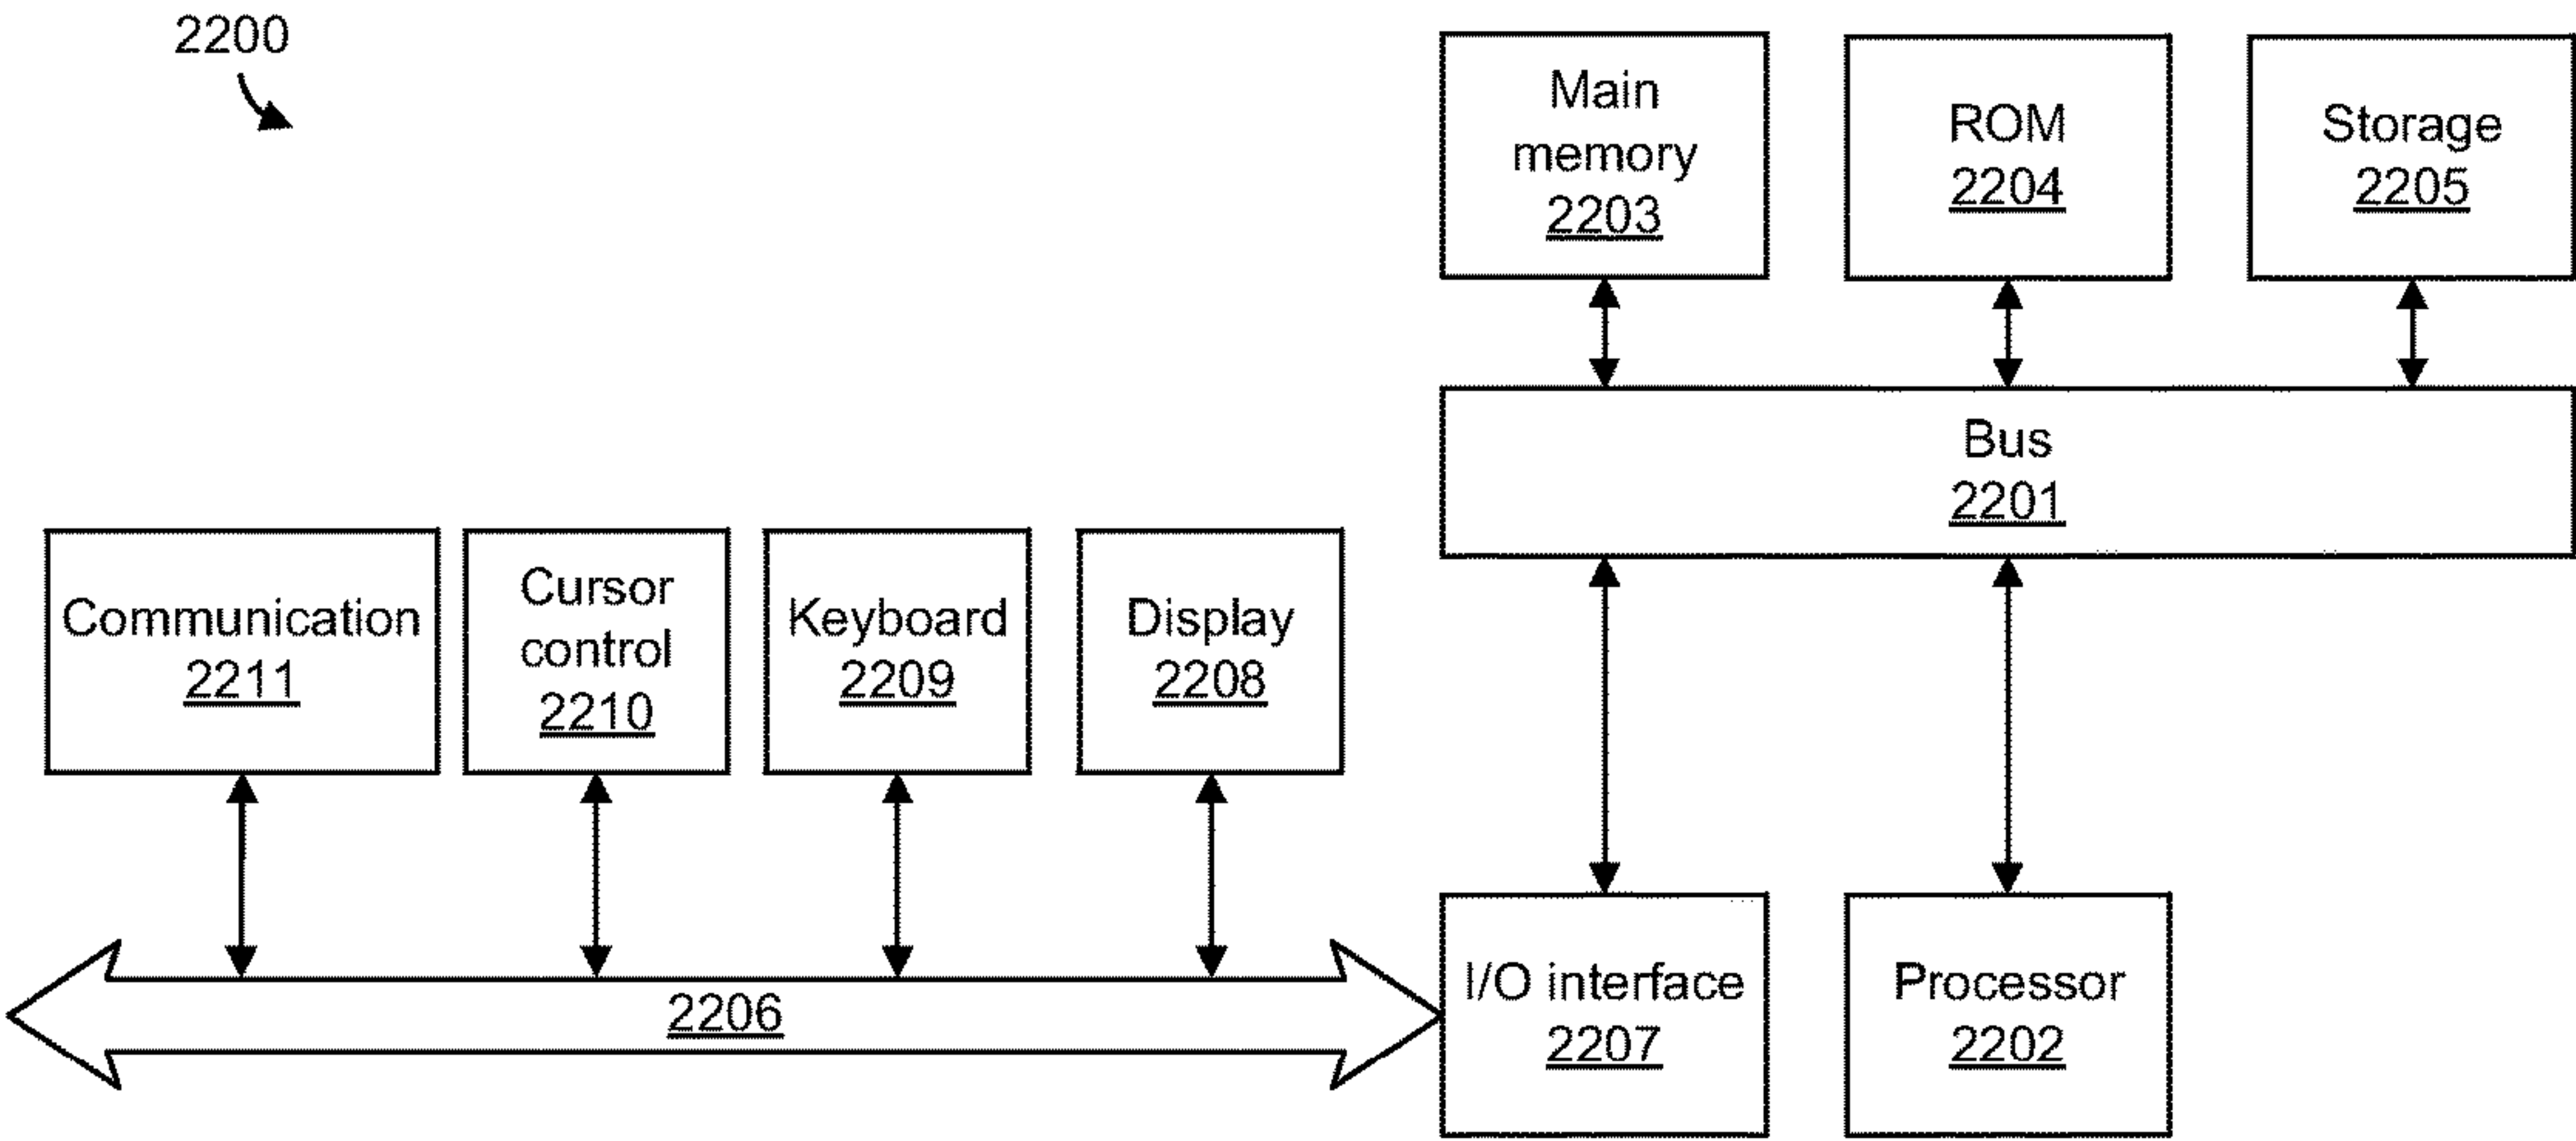 2200
Main
memory
2203
ROM
2204
Storage
2205
Bus
2201
Communication
2211
Cursor
control
2210
Keyboard
2209
Display
2208
2206
I/O interface
2207
Processor
2202